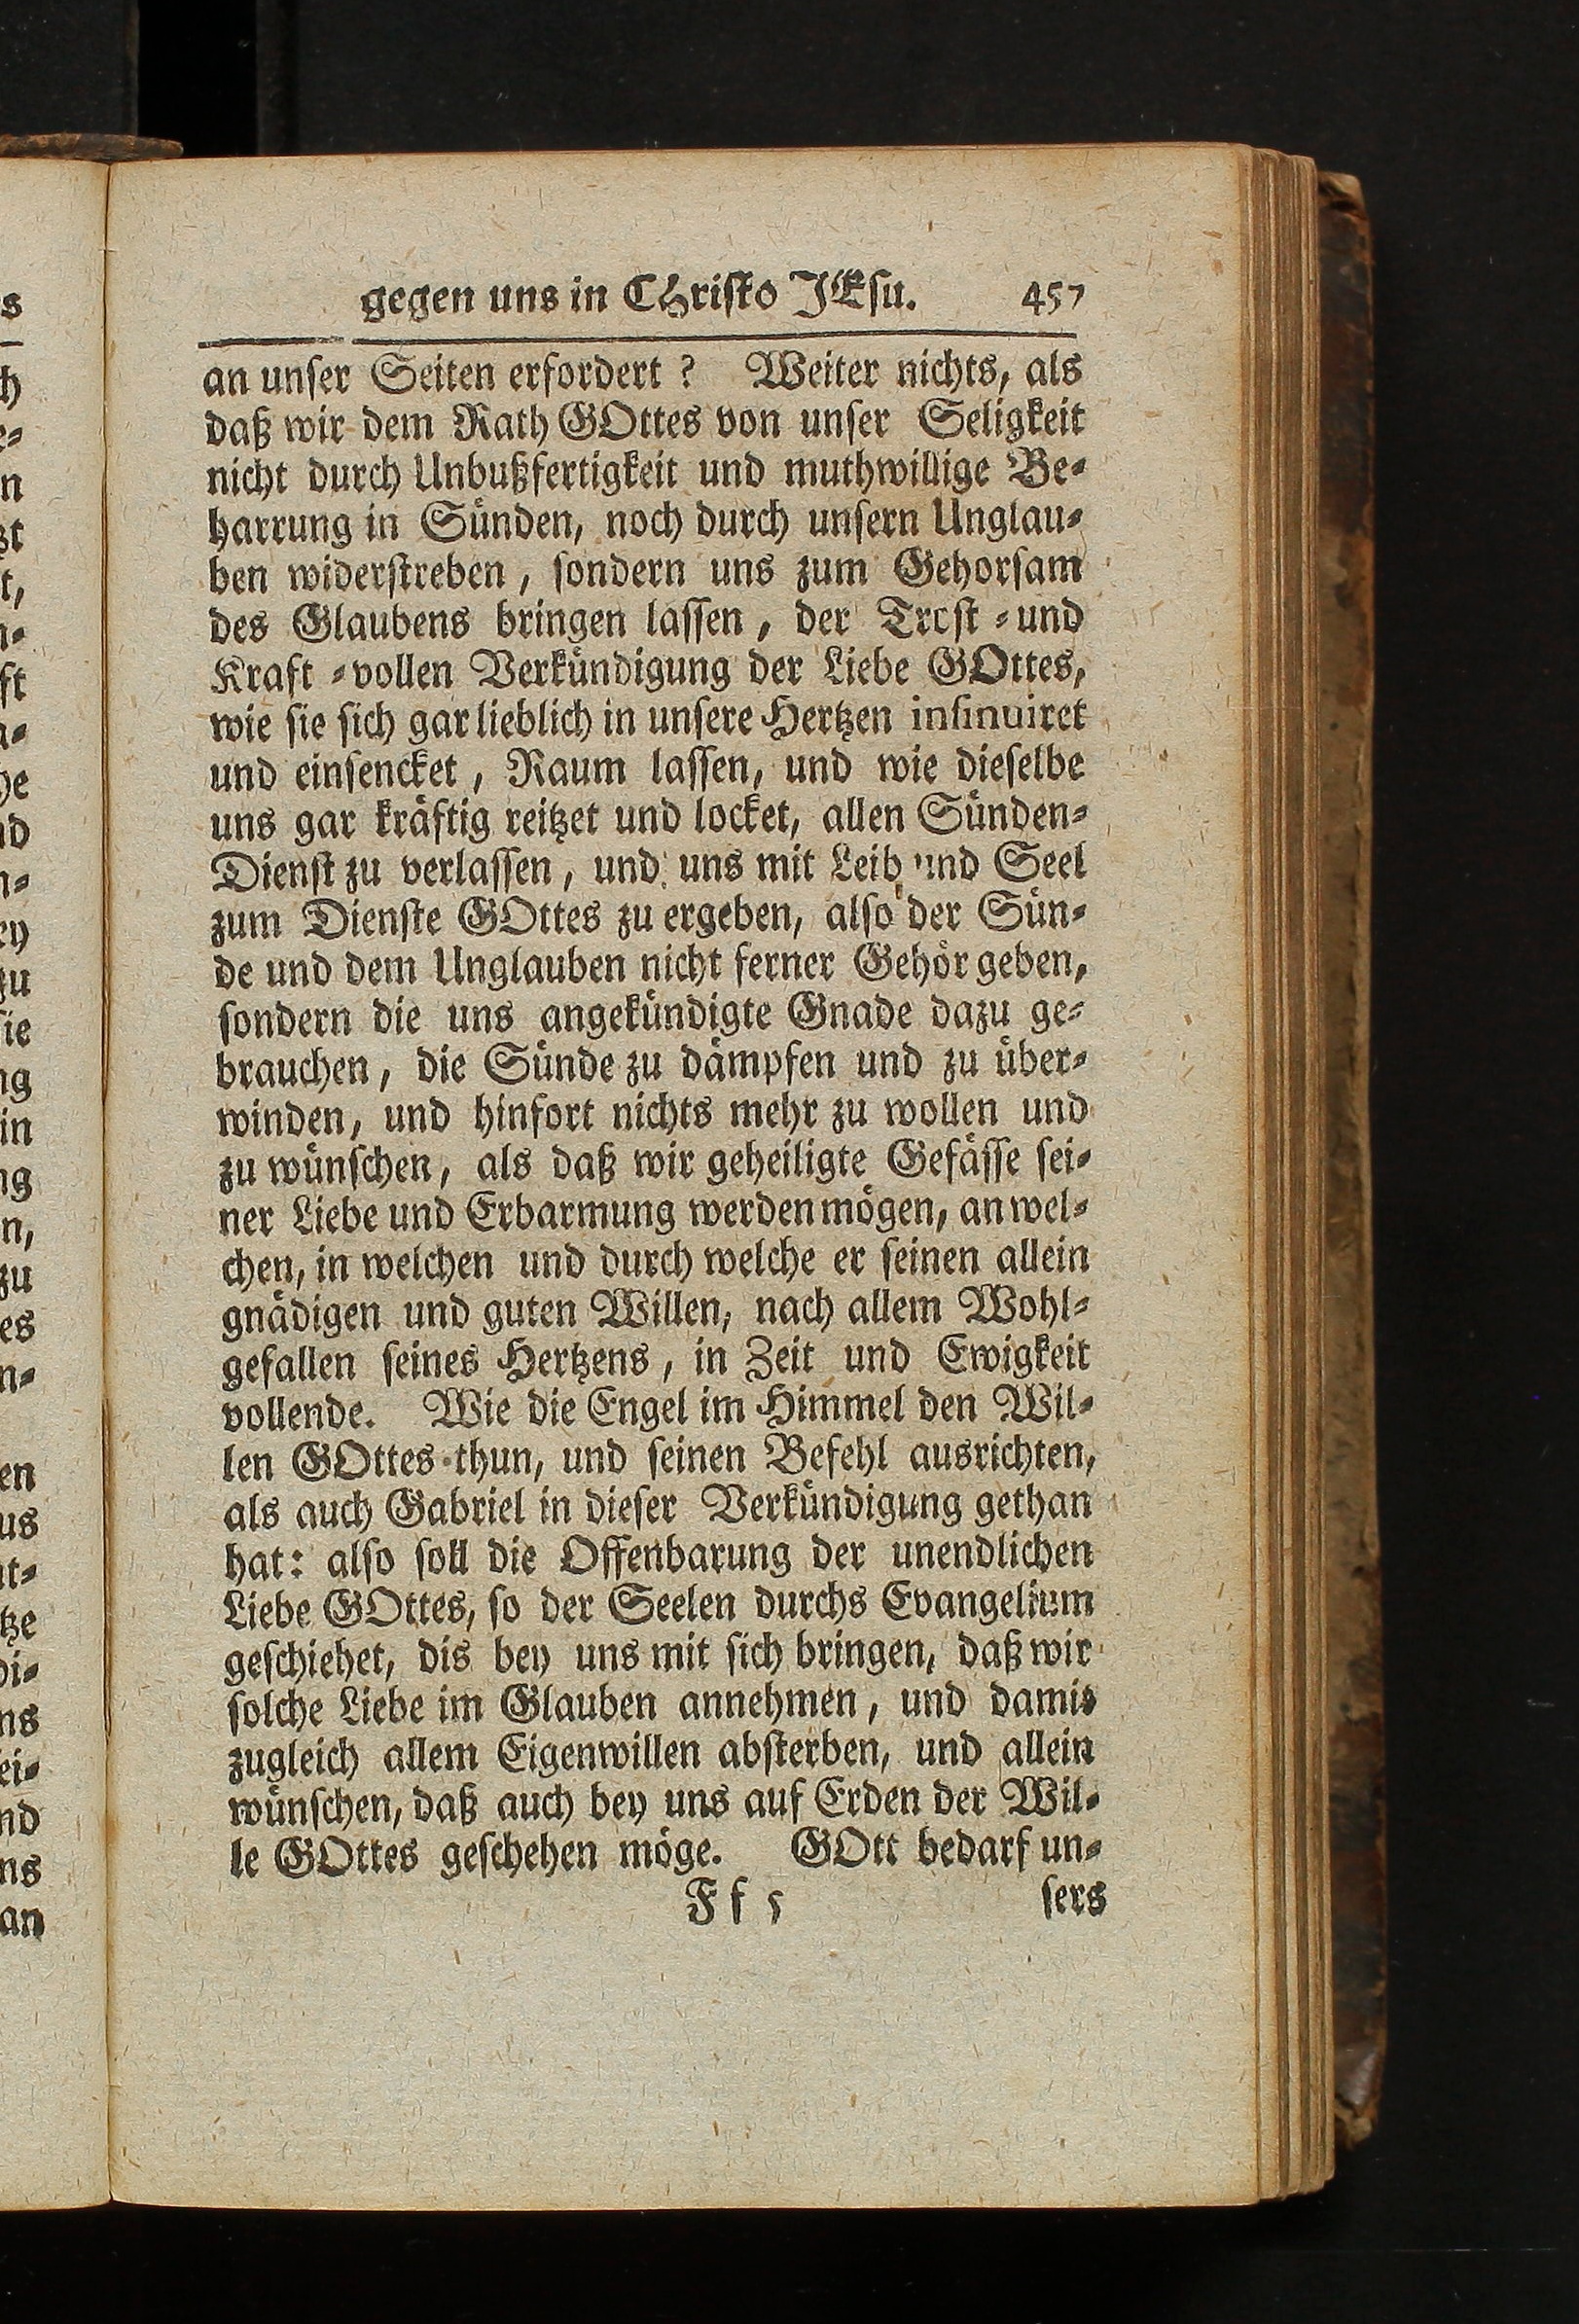 gegen uns in CHriſto JEſu. 457
an unſer Seiten erfordert? Weiter nichts, als
daß wir dem Rath GOttes von unſer Seligkeit
nicht durch Unbußfertigkeit und muthwillige Be-
harrung in Sünden, noch durch unſern Unglau-
ben widerſtreben, ſondern uns zum Gehorſam
des Glaubens bringen laſſen, der Troſt- und
Kraft-vollen Verkündigung der Liebe GOttes,
wie ſie ſich gar lieblich in unſere Hertzen inſinuiret
und einſencket, Raum laſſen, und wie dieſelbe
uns gar kräftig reitzet und locket, allen Sünden-
Dienſt zu verlaſſen, und uns mit Leib und Seel
zum Dienſte GOttes zu ergeben, alſo der Sün-
de und dem Unglauben nicht ferner Gehör geben,
ſondern die uns angekündigte Gnade dazu ge-
brauchen, die Sünde zu dämpfen und zu über-
winden, und hinfort nichts mehr zu wollen und
zu wünſchen, als daß wir geheiligte Gefäſſe ſei-
ner Liebe und Erbarmung werden mögen, an wel-
chen, in welchen und durch welche er ſeinen allein
gnädigen und guten Willen, nach allem Wohl-
gefallen ſeines Hertzens, in Zeit und Ewigkeit
vollende. Wie die Engel im Himmel den Wil-
len GOttes thun, und ſeinen Befehl ausrichten,
als auch Gabriel in dieſer Verkündigung gethan
hat: alſo ſoll die Offenbarung der unendlichen
Liebe GOttes, ſo der Seelen durchs Evangelium
geſchiehet, dis bey uns mit ſich bringen, daß wir
ſolche Liebe im Glauben annehmen, und damit
zugleich allem Eigenwillen abſterben, und allein
wünſchen, daß auch bey uns auf Erden der Wil-
le GOttes geſchehen möge. GOtt bedarf un-
F f 5 ſers